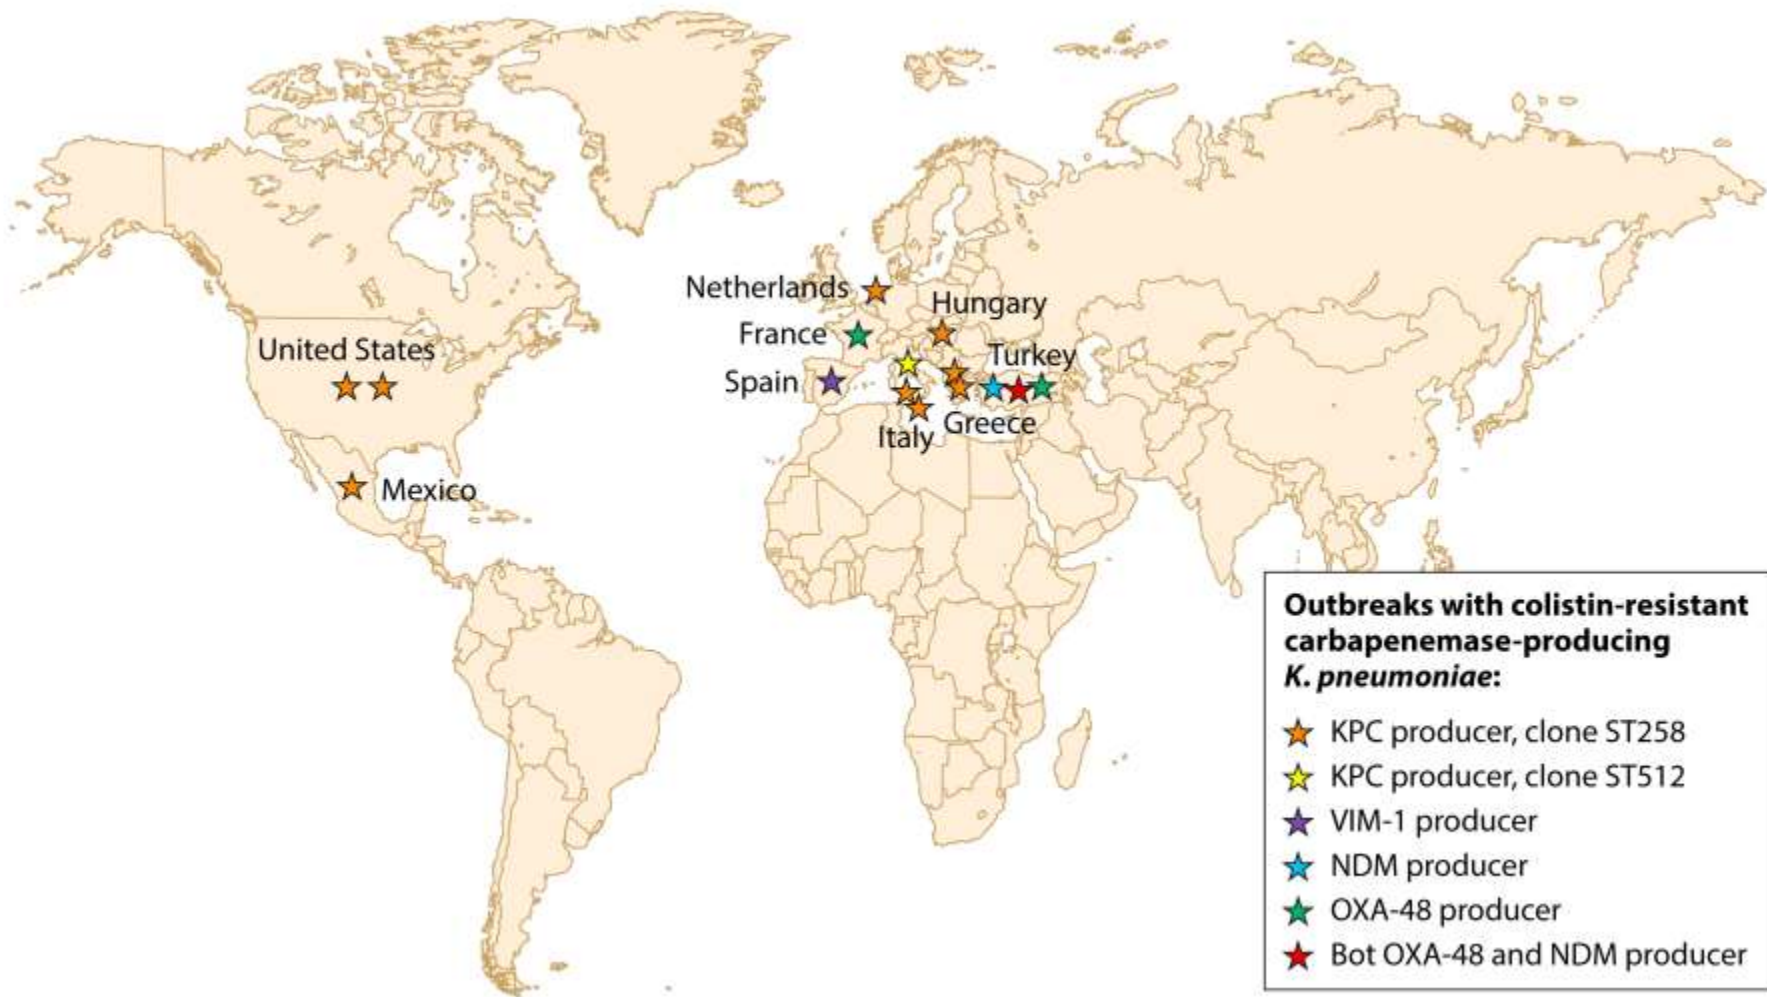 Netherlands
Hungary
France
United States
Turkey
Spain
Greece
Italy
Mexico
Outbreaks with colistin-resistant
carbapenemase-producing
K. pneumoniae:
KPC producer, clone ST258
KPC producer, clone ST512
VIM-1 producer
NDM producer
OXA-48 producer
Bot OXA-48 and NDM producer